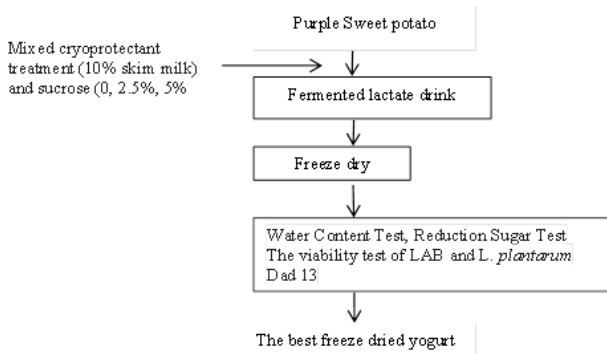 Purple Sweet potato
Mixed cryoprotectant
treatment (10% skim milk)
and sucrose (0, 2.5%, 5%
Fermented lactate drink
Freeze dry
Water Content Test, Reduction Sugar Test
The viability test of LAB and L. plantarum
Dad 13
The best freeze dried yogurt